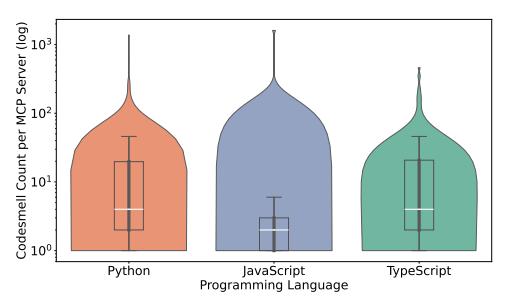 Codesmell Count per MCP Server (log)
10³
10²
10¹
10⁰
Python JavaScript TypeScript
Programming Language